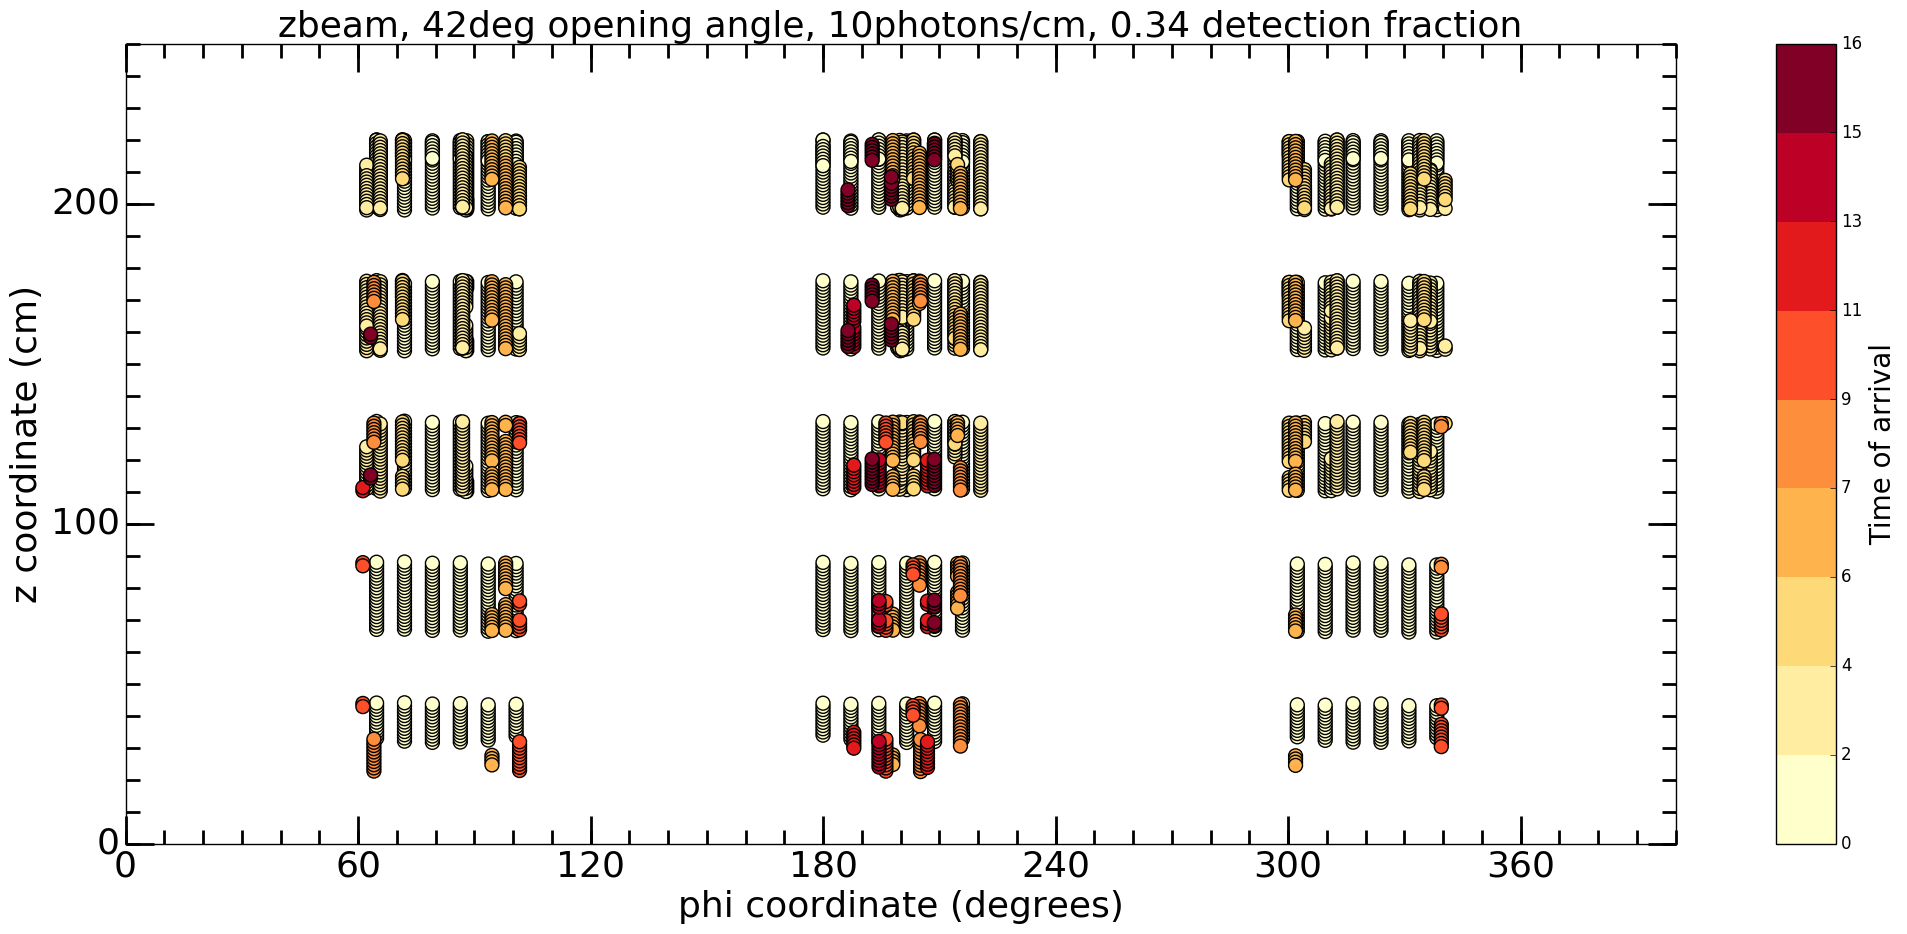 zbeam, 42deg opening angle, 10photons/cm, 0.34 detection fraction
z coordinate (cm)
200
100
0
0 60 120 180 240 300 360
phi coordinate (degrees)
16
15
13
11
9
7
6
4
2
0
Time of arrival